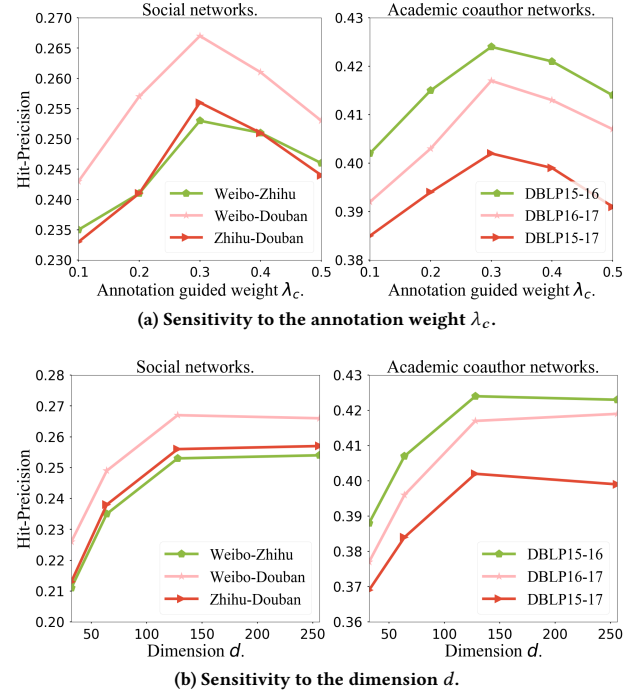 Social networks.
Academic coauthor networks.
0.270
0.265
0.260
0.255
0.250
0.245
0.240
0.235
0.230
Hit-Preicision
Weibo-Zhihu
Weibo-Douban
Zhihu-Douban
0.1 0.2 0.3 0.4 0.5
Annotation guided weight λc.
0.43
0.42
0.41
0.40
0.39
0.38
DBLP15-16
DBLP16-17
DBLP15-17
0.1 0.2 0.3 0.4 0.5
Annotation guided weight λc.
(a) Sensitivity to the annotation weight λc.
Social networks.
Academic coauthor networks.
0.28
0.27
0.26
0.25
0.24
0.23
0.22
0.21
0.20
Hit-Preicision
Weibo-Zhihu
Weibo-Douban
Zhihu-Douban
50 100 150 200 250
Dimension d.
0.43
0.42
0.41
0.40
0.39
0.38
0.37
0.36
DBLP15-16
DBLP16-17
DBLP15-17
50 100 150 200 250
Dimension d.
(b) Sensitivity to the dimension d.